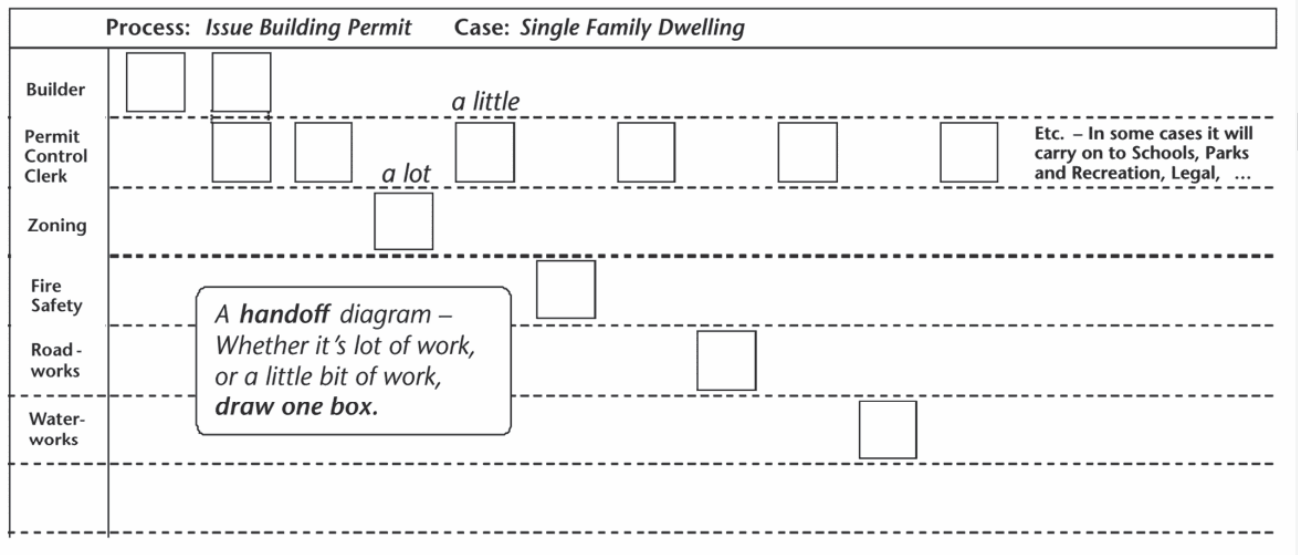 Process: Issue Building Permit Case: Single Family Dwelling
Builder
a little
Permit
Control
Clerk
Etc. – In some cases it will
carry on to Schools, Parks
and Recreation, Legal, ...
a lot
Zoning
Fire
Safety
A handoff diagram –
Whether it's lot of work,
or a little bit of work,
draw one box.
Road -
works
Water-
works